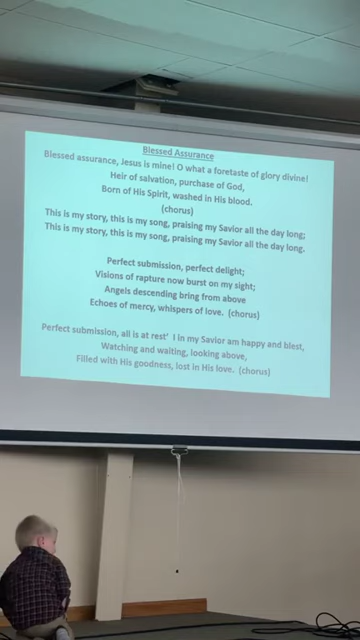 Blessed Assurance
Blessed assurance, Jesus is mine! O what a foretaste of glory divine!
Heir of salvation, purchase of God,
Born of His Spirit, washed in His blood.
(chorus)
This is my story, this is my song, praising my Savior all the day long;
This is my story, this is my song, praising my Savior all the day long.
Perfect submission, perfect delight;
Visions of rapture now burst on my sight;
Angels descending bring from above
Echoes of mercy, whispers of love. (chorus)
Perfect submission, all is at rest' I in my Savior am happy and blest,
Watching and waiting, looking above,
Filled with His goodness, lost in His love. (chorus)